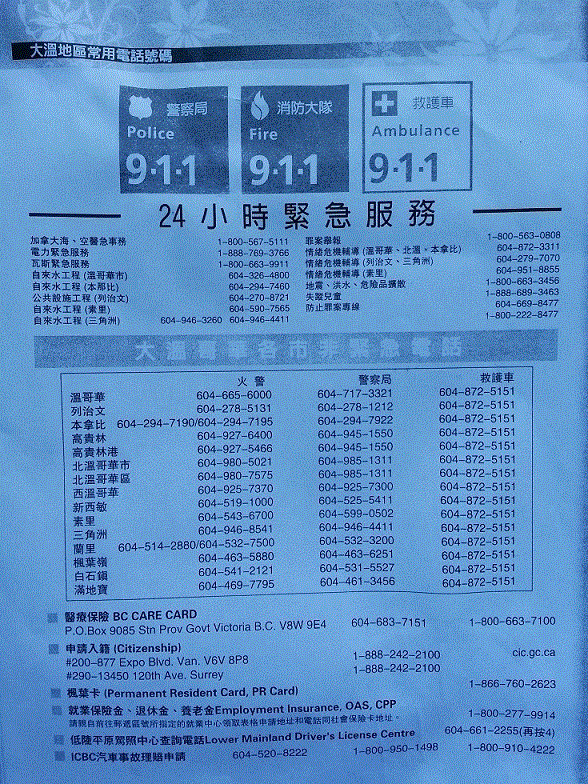 大溫地區常用電話號碼
警察局 Police 9·1·1
消防大隊 Fire 9·1·1
救護車 Ambulance 9·1·1
24小時緊急服務
加拿大海、空醫急事務 1-800-567-5111
電力緊急服務 1-888-769-3766
瓦斯緊急服務 1-800-663-9911
自來水工程 (溫哥華市) 604-326-4800
自來水工程 (本那比) 604-294-7460
公共設施工程 (列治文) 604-270-8721
自來水工程 (素里) 604-590-7565
自來水工程 (三角洲) 604-946-3260 604-946-4411
罪案舉報 1-800-563-0808
情緒危機輔導 (溫哥華、北溫、本拿比) 604-872-3311
情緒危機輔導 (列治文、三角洲) 604-279-7070
情緒危機輔導 (素里) 604-951-8855
地震、洪水、危險品擴散 1-800-663-3456
失蹤兒童 1-888-689-3463
防止罪案專線 604-669-8477
1-800-222-8477
大溫哥華各市非緊急電話
火警 警察局 救護車
溫哥華 604-665-6000 604-717-3321 604-872-5151
列治文 604-278-5131 604-278-1212 604-872-5151
本拿比 604-294-7190/604-294-7195 604-294-7922 604-872-5151
高貴林 604-927-6400 604-945-1550 604-872-5151
高貴林港 604-927-5466 604-945-1550 604-872-5151
北溫哥華市 604-980-5021 604-985-1311 604-872-5151
北溫哥華區 604-980-7575 604-985-1311 604-872-5151
西溫哥華 604-925-7370 604-925-7300 604-872-5151
新西敏 604-519-1000 604-525-5411 604-872-5151
素里 604-543-6700 604-599-0502 604-872-5151
三角洲 604-946-8541 604-946-4411 604-872-5151
蘭里 604-514-2880/604-532-7500 604-532-3200 604-872-5151
楓葉嶺 604-463-5880 604-463-6251 604-872-5151
白石鎮 604-541-2121 604-531-5527 604-872-5151
滿地寶 604-469-7795 604-461-3456 604-872-5151
醫療保險 BC CARE CARD
P.O.Box 9085 Stn Prov Govt Victoria B.C. V8W 9E4 604-683-7151 1-800-663-7100
申請入籍 (Citizenship) cic.gc.ca
#200-877 Expo Blvd. Van. V6V 8P8 1-888-242-2100
#290-13450 120th Ave. Surrey 1-888-242-2100
楓葉卡 (Permanent Resident Card, PR Card) 1-866-760-2623
就業保險金、退休金、養老金Employment Insurance, OAS, CPP 1-800-277-9914
請親自前往郵遞區號所指定的就業中心領取表格申請地址和電話同社會保險卡地址。
低陸平原駕照中心查詢電話Lower Mainland Driver's License Centre 604-661-2255(再按4)
ICBC汽車事故理賠申請 604-520-8222 1-800-950-1498 1-800-910-4222